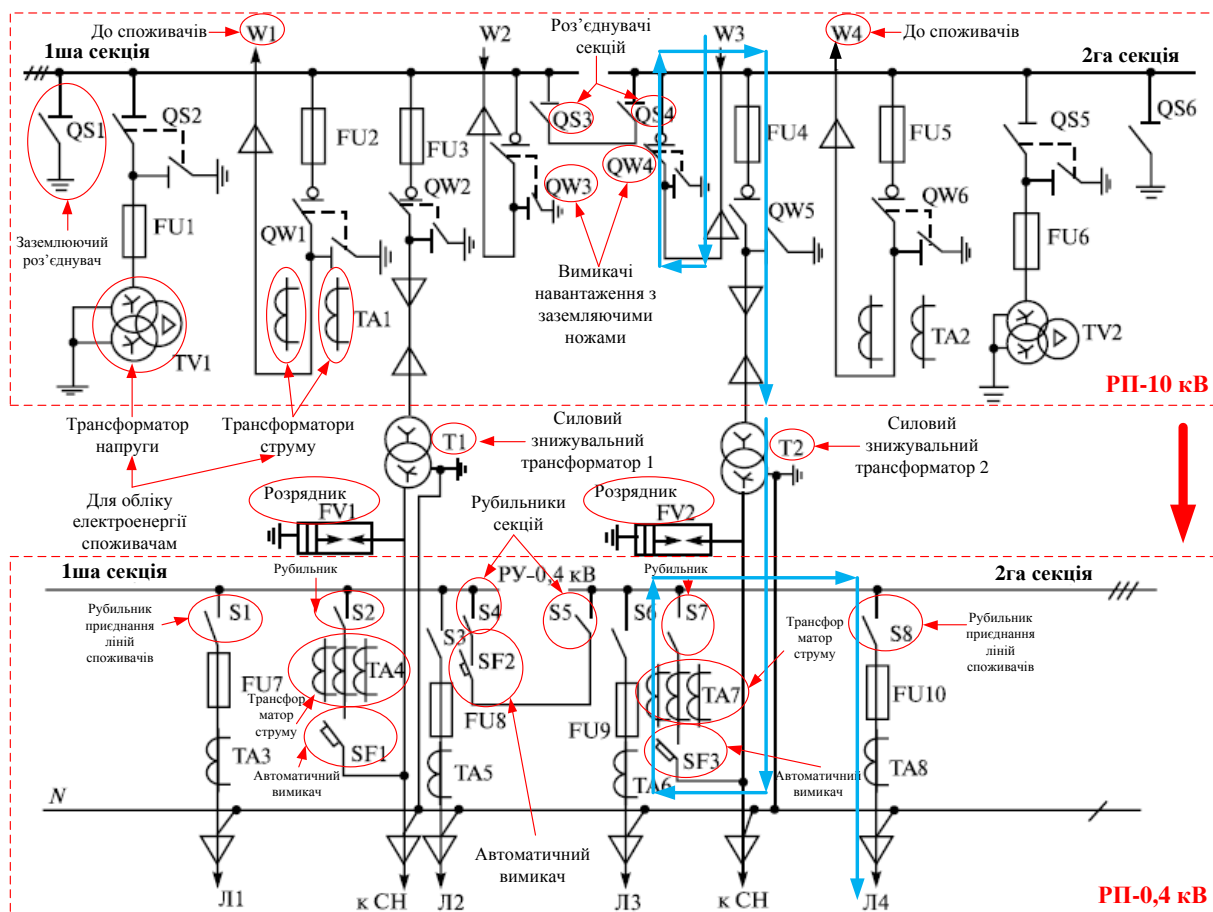 До споживачів
W1
W2
Роз’єднувачі
секцій
W3
W4
До споживачів
1ша секція
2га секція
QS1
QS2
FU2
FU3
QS3
QS4
FU4
FU5
QS5
QS6
QW3
QW4
QW2
QW1
QW5
QW6
FU1
FU6
Заземлюючий
роз’єднувач
Вимикачі
навантаження з
заземляючими
ножами
TA1
TA2
TV1
TV2
РП-10 кВ
Трансформатор
напруги
Трансформатори
струму
T1
Силовий
знижувальний
трансформатор 1
T2
Силовий
знижувальний
трансформатор 2
Для обліку
електроенергії
споживачам
Розрядник
FV1
Рубильники
секцій
Розрядник
FV2
1ша секція
Рубильник
РУ–0,4 кВ
Рубильник
2га секція
Рубильник
приєднання
ліній
споживачів
S1
S2
S3
S4
S5
S6
S7
S8
Трансфор
матор
струму
Рубильник
приєднання
ліній
споживачів
SF2
FU7
TA4
Трансфор
матор
струму
FU8
FU9
TA7
FU10
TA3
SF1
TA5
TA6
SF3
TA8
Автоматичний
вимикач
Автоматичний
вимикач
N
Автоматичний
вимикач
Л1
к СН
Л2
Л3
к СН
Л4
РП-0,4 кВ